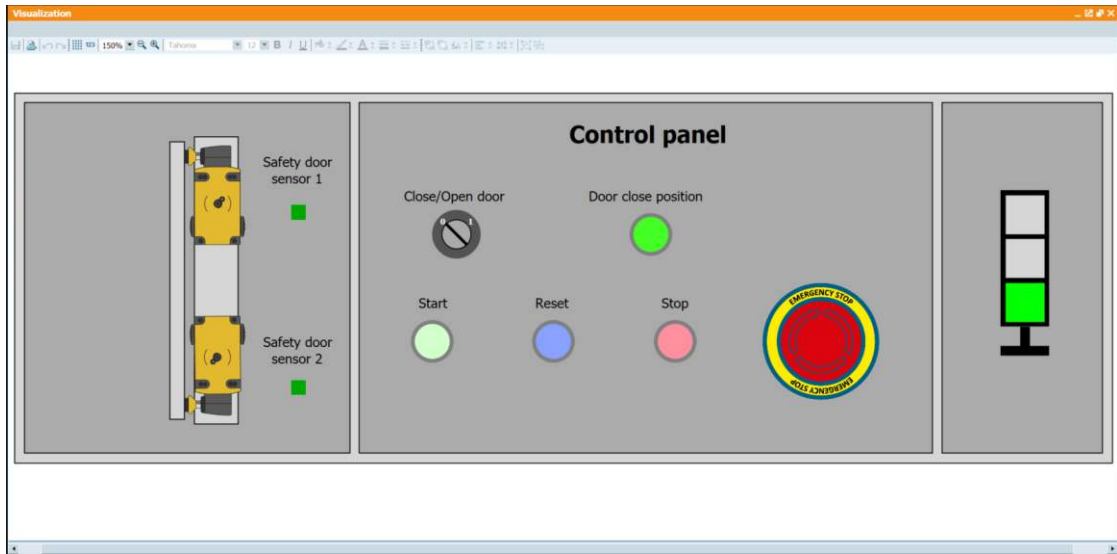 Visualization
150%
Tahoma
12
B I U
Safety door
sensor 1
Safety door
sensor 2
Control panel
Close/Open door
Door close position
0 I
Start
Reset
Stop
EMERGENCY STOP
EMERGENCY STOP